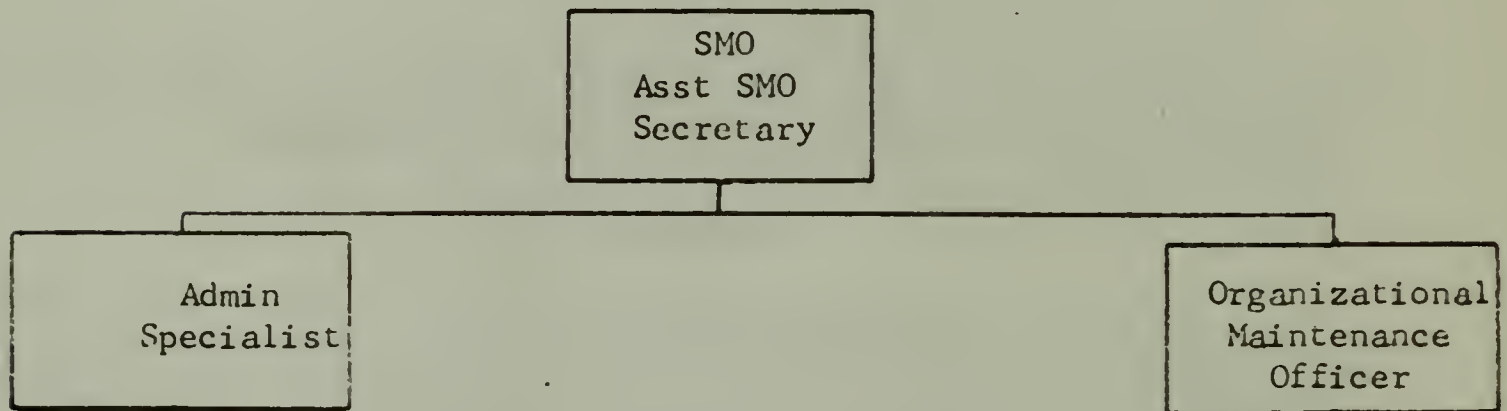 SMO
Asst SMO
Secretary
Admin
Specialist
Organizational
Maintenance
Officer